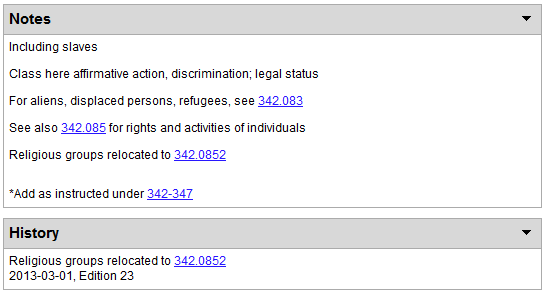 Notes
Including slaves
Class here affirmative action, discrimination; legal status
For aliens, displaced persons, refugees, see 342.083
See also 342.085 for rights and activities of individuals
Religious groups relocated to 342.0852
*Add as instructed under 342-347
History
Religious groups relocated to 342.0852
2013-03-01, Edition 23